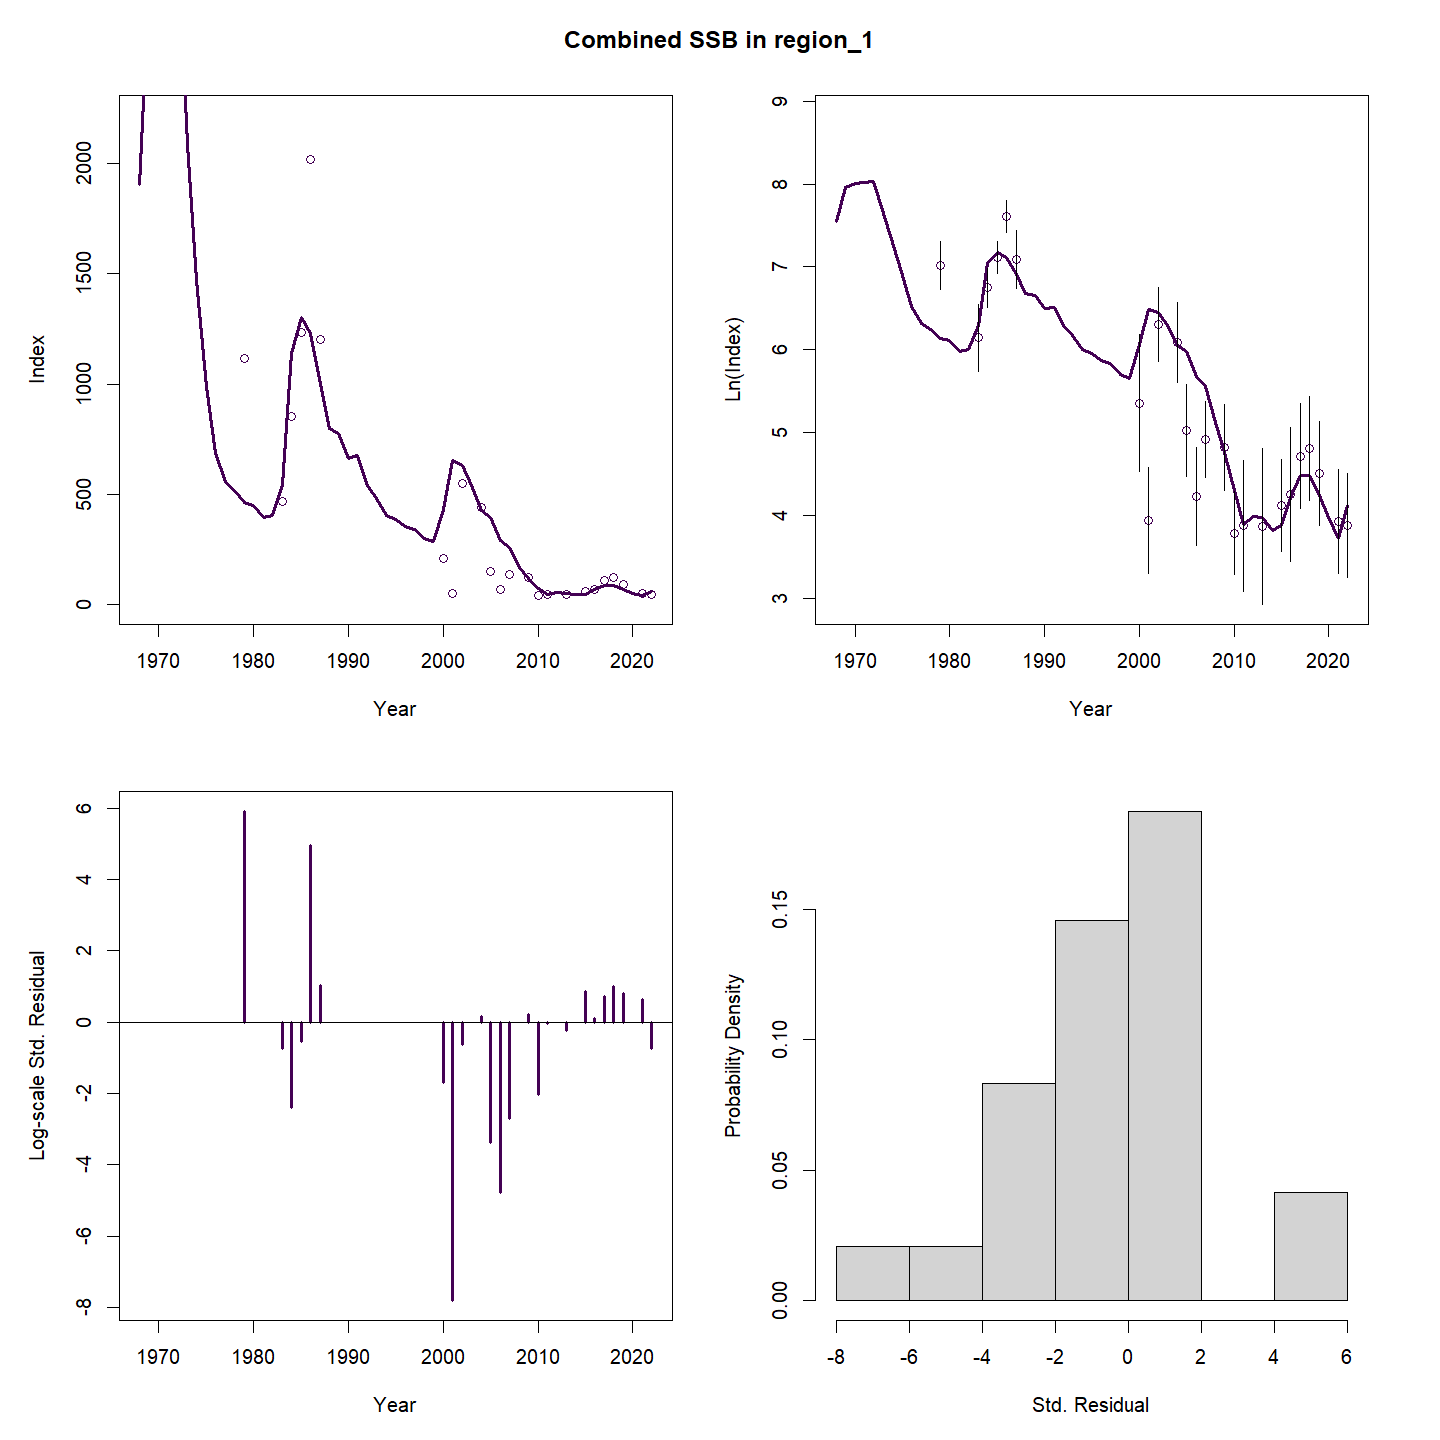 Combined SSB in region_1
Index
2000
1500
1000
500
0
1970 1980 1990 2000 2010 2020
Year
Ln(Index)
9
8
7
6
5
4
3
1970 1980 1990 2000 2010 2020
Year
Log-scale Std. Residual
6
4
2
0
-2
-4
-6
-8
1970 1980 1990 2000 2010 2020
Year
Probability Density
0.15
0.10
0.05
0.00
-8 -6 -4 -2 0 2 4 6
Std. Residual